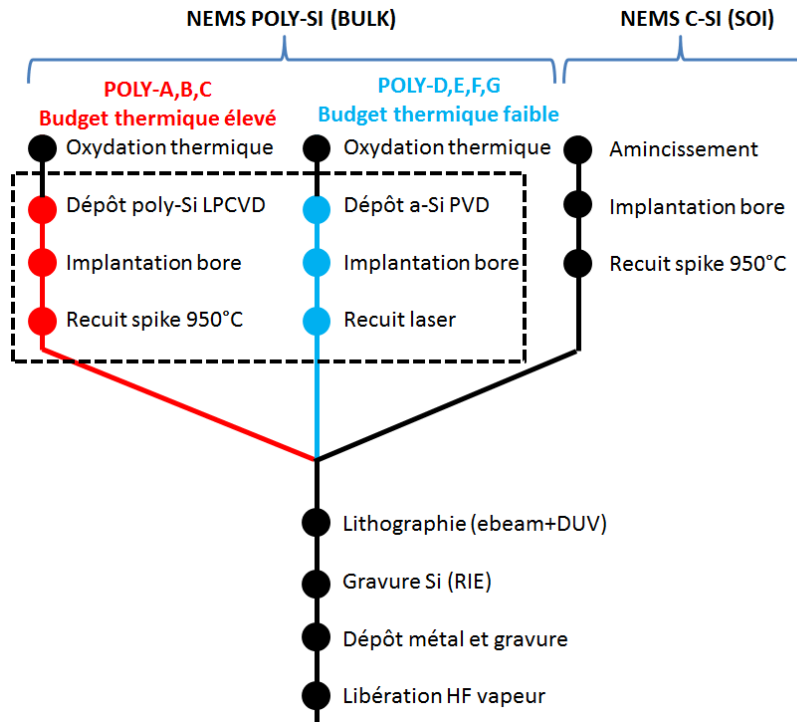 NEMS POLY-SI (BULK)
NEMS C-SI (SOI)
POLY-A,B,C
Budget thermique élevé
POLY-D,E,F,G
Budget thermique faible
Oxydation thermique
Oxydation thermique
Amincissement
Dépôt poly-Si LPCVD
Dépôt a-Si PVD
Implantation bore
Implantation bore
Implantation bore
Recuit spike 950°C
Recuit spike 950°C
Recuit laser
Lithographie (ebeam+DUV)
Gravure Si (RIE)
Dépôt métal et gravure
Libération HF vapeur